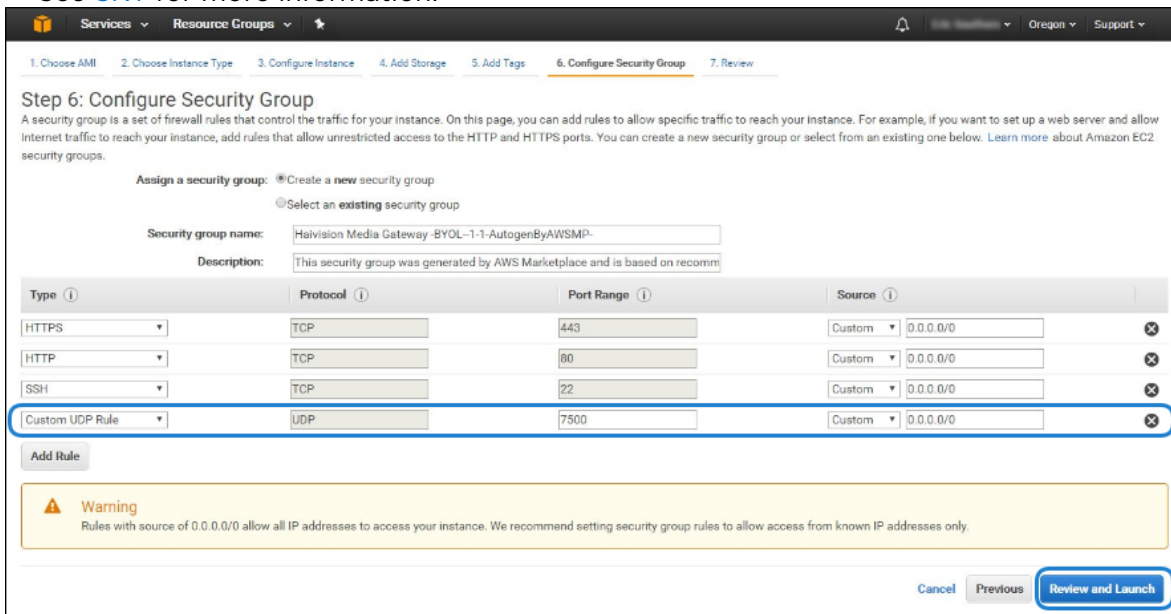 See SRT for more information.
Services Resource Groups Oregon Support
1. Choose AMI 2. Choose Instance Type 3. Configure Instance 4. Add Storage 5. Add Tags 6. Configure Security Group 7. Review
Step 6: Configure Security Group
A security group is a set of firewall rules that control the traffic for your instance. On this page, you can add rules to allow specific traffic to reach your instance. For example, if you want to set up a web server and allow
Internet traffic to reach your instance, add rules that allow unrestricted access to the HTTP and HTTPS ports. You can create a new security group or select from an existing one below. Learn more about Amazon EC2
security groups.
Assign a security group: Create a new security group
Select an existing security group
Security group name: Haivision Media Gateway -BYOL--1-1-AutogenByAWSMP-
Description: This security group was generated by AWS Marketplace and is based on recomm
Type Protocol Port Range Source
HTTPS TCP 443 Custom 0.0.0.0/0
HTTP TCP 80 Custom 0.0.0.0/0
SSH TCP 22 Custom 0.0.0.0/0
Custom UDP Rule UDP 7500 Custom 0.0.0.0/0
Add Rule
Warning
Rules with source of 0.0.0.0/0 allow all IP addresses to access your instance. We recommend setting security group rules to allow access from known IP addresses only.
Cancel Previous Review and Launch